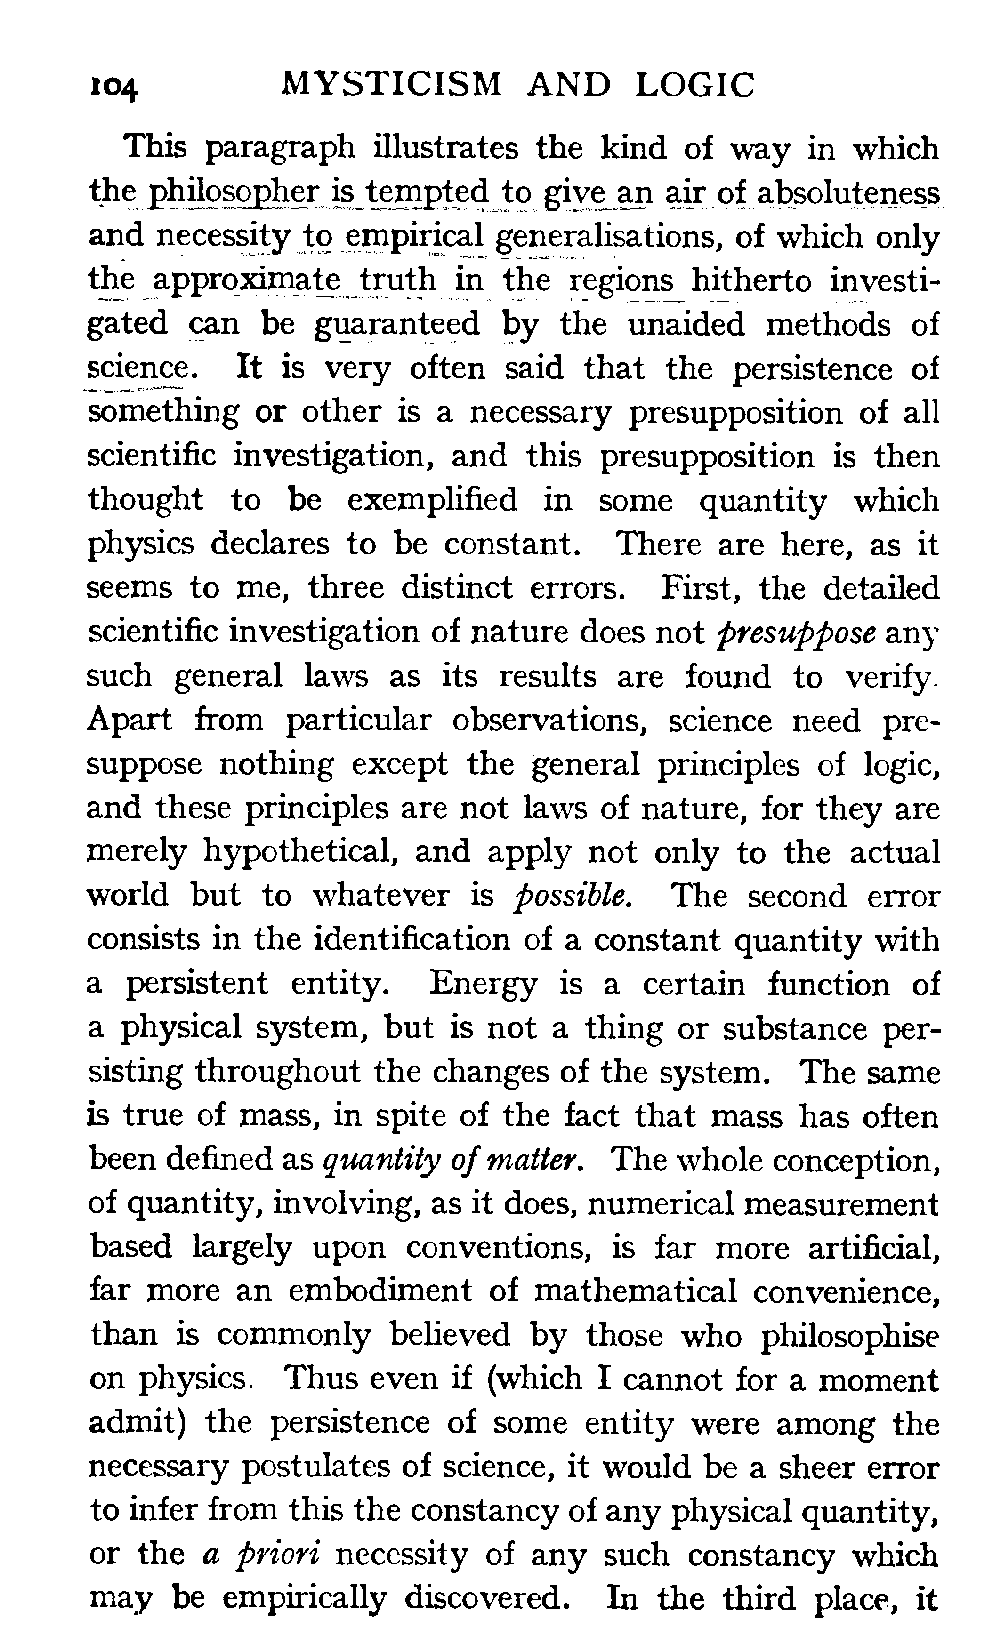 104 MYSTICISM AND LOGIC
This paragraph illustrates the kind of way in which
the philosopher is tempted to give an air of absoluteness
and necessity to empirical generalisations, of which only
the approximate truth in the regions hitherto investi-
gated can be guaranteed by the unaided methods of
science. It is very often said that the persistence of
something or other is a necessary presupposition of all
scientific investigation, and this presupposition is then
thought to be exemplified in some quantity which
physics declares to be constant. There are here, as it
seems to me, three distinct errors. First, the detailed
scientific investigation of nature does not presuppose any
such general laws as its results are found to verify.
Apart from particular observations, science need pre-
suppose nothing except the general principles of logic,
and these principles are not laws of nature, for they are
merely hypothetical, and apply not only to the actual
world but to whatever is possible. The second error
consists in the identification of a constant quantity with
a persistent entity. Energy is a certain function of
a physical system, but is not a thing or substance per-
sisting throughout the changes of the system. The same
is true of mass, in spite of the fact that mass has often
been defined as quantity of matter. The whole conception,
of quantity, involving, as it does, numerical measurement
based largely upon conventions, is far more artificial,
far more an embodiment of mathematical convenience,
than is commonly believed by those who philosophise
on physics. Thus even if (which I cannot for a moment
admit) the persistence of some entity were among the
necessary postulates of science, it would be a sheer error
to infer from this the constancy of any physical quantity,
or the a priori necessity of any such constancy which
may be empirically discovered. In the third place, it